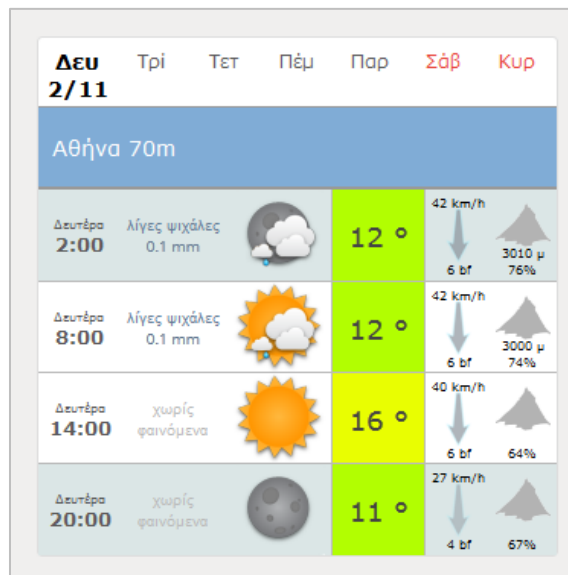 Δευ Τρί Τετ Πέμ Παρ Σάβ Κυρ
2/11
Αθήνα 70m
Δευτέρα
2:00
λίγες ψιχάλες
0.1 mm
12 °
42 km/h
6 bf
3010 μ
76%
Δευτέρα
8:00
λίγες ψιχάλες
0.1 mm
12 °
42 km/h
6 bf
3000 μ
74%
Δευτέρα
14:00
χωρίς
φαινόμενα
16 °
40 km/h
6 bf
64%
Δευτέρα
20:00
χωρίς
φαινόμενα
11 °
27 km/h
4 bf
67%